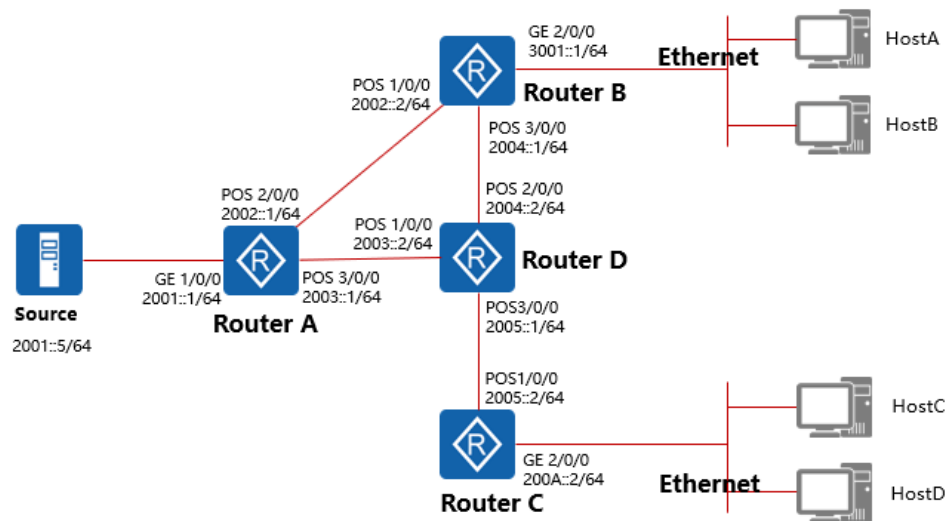 GE 2/0/0
3001::1/64
Ethernet
HostA
R
Router B
POS 1/0/0
2002::2/64
HostB
POS 3/0/0
2004::1/64
POS 2/0/0
2002::1/64
POS 2/0/0
2004::2/64
POS 1/0/0
2003::2/64
R
Router D
R
GE 1/0/0
2001::1/64
POS 3/0/0
2003::1/64
Router A
Source
2001::5/64
POS3/0/0
2005::1/64
POS1/0/0
2005::2/64
HostC
R
GE 2/0/0
200A::2/64
Ethernet
Router C
HostD